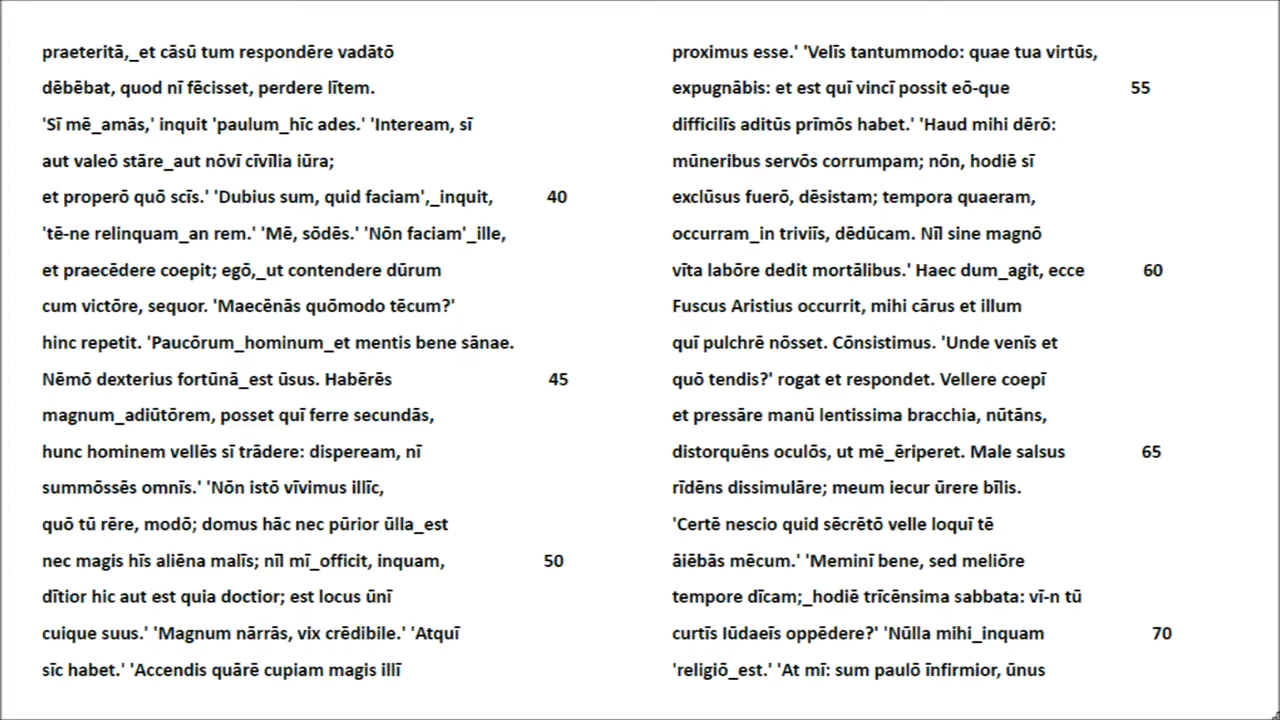 praeteritā,_et cāsū tum respondēre vadātō
dēbēbat, quod nī fēcisset, perdere lītem.
'Sī mē_amās,' inquit 'paulum_hīc ades.' 'Inteream, sī
aut valeō stāre_aut nōvī cīvīlia iūra;
et properō quō scīs.' 'Dubius sum, quid faciam',_inquit, 40
'tē-ne relinquam_an rem.' 'Mē, sōdēs.' 'Nōn faciam'_ille,
et praecēdere coepit; egō,_ut contendere dūrum
cum victōre, sequor. 'Maecēnās quōmodo tēcum?'
hinc repetit. 'Paucōrum_hominum_et mentis bene sānae.
Nēmō dexterius fortūnā_est ūsus. Habērēs 45
magnum_adiūtōrem, posset quī ferre secundās,
hunc hominem vellēs sī trādere: dispeream, nī
summōssēs omnīs.' 'Nōn istō vīvimus illīc,
quō tū rēre, modō; domus hāc nec pūrior ūlla_est
nec magis hīs aliēna malīs; nīl mī_officit, inquam, 50
dītior hic aut est quia doctior; est locus ūnī
cuique suus.' 'Magnum nārrās, vix crēdibile.' 'Atquī
sīc habet.' 'Accendis quārē cupiam magis illī
proximus esse.' 'Velīs tantummodo: quae tua virtūs,
expugnābis: et est quī vincī possit eō-que 55
difficilīs aditūs prīmōs habet.' 'Haud mihi dērō:
mūneribus servōs corrumpam; nōn, hodiē sī
exclūsus fuerō, dēsistam; tempora quaeram,
occurram_in triviīs, dēdūcam. Nīl sine magnō
vīta labōre dedit mortālibus.' Haec dum_agit, ecce 60
Fuscus Aristius occurrit, mihi cārus et illum
quī pulchrē nōsset. Cōnsistimus. 'Unde venīs et
quō tendis?' rogat et respondet. Vellere coepī
et pressāre manū lentissima bracchia, nūtāns,
distorquēns oculōs, ut mē_ēriperet. Male salsus 65
rīdēns dissimulāre; meum iecur ūrere bīlis.
'Certē nescio quid sēcrētō velle loquī tē
āiēbās mēcum.' 'Meminī bene, sed meliōre
tempore dīcam;_hodiē trīcēnsima sabbata: vī-n tū
curtīs Iūdaeīs oppēdere?' 'Nūlla mihi_inquam 70
'religiō_est.' 'At mī: sum paulō īnfirmior, ūnus